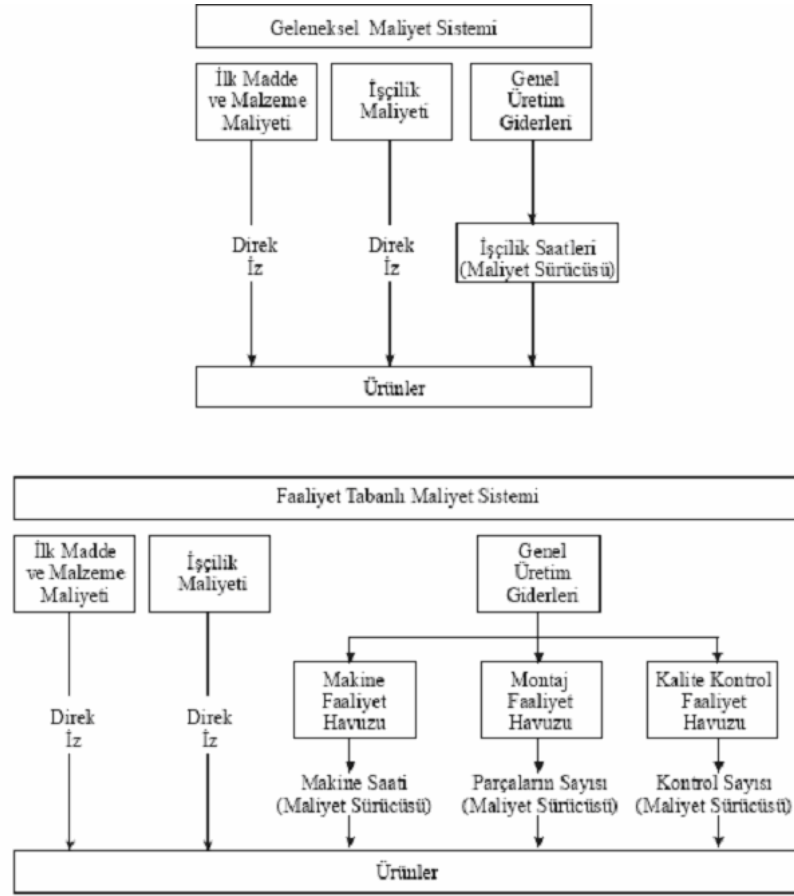 Geleneksel Maliyet Sistemi
İlk Madde
ve Malzeme
Maliyeti
İşçilik
Maliyeti
Genel
Üretim
Giderleri
Direk
İz
Direk
İz
İşçilik Saatleri
(Maliyet Sürücüsü)
Ürünler
Faaliyet Tabanlı Maliyet Sistemi
İlk Madde
ve Malzeme
Maliyeti
İşçilik
Maliyeti
Genel
Üretim
Giderleri
Makine
Faaliyet
Havuzu
Montaj
Faaliyet
Havuzu
Kalite Kontrol
Faaliyet
Havuzu
Direk
İz
Direk
İz
Makine Saati
(Maliyet Sürücüsü)
Parçaların Sayısı
(Maliyet Sürücüsü)
Kontrol Sayısı
(Maliyet Sürücüsü)
Ürünler